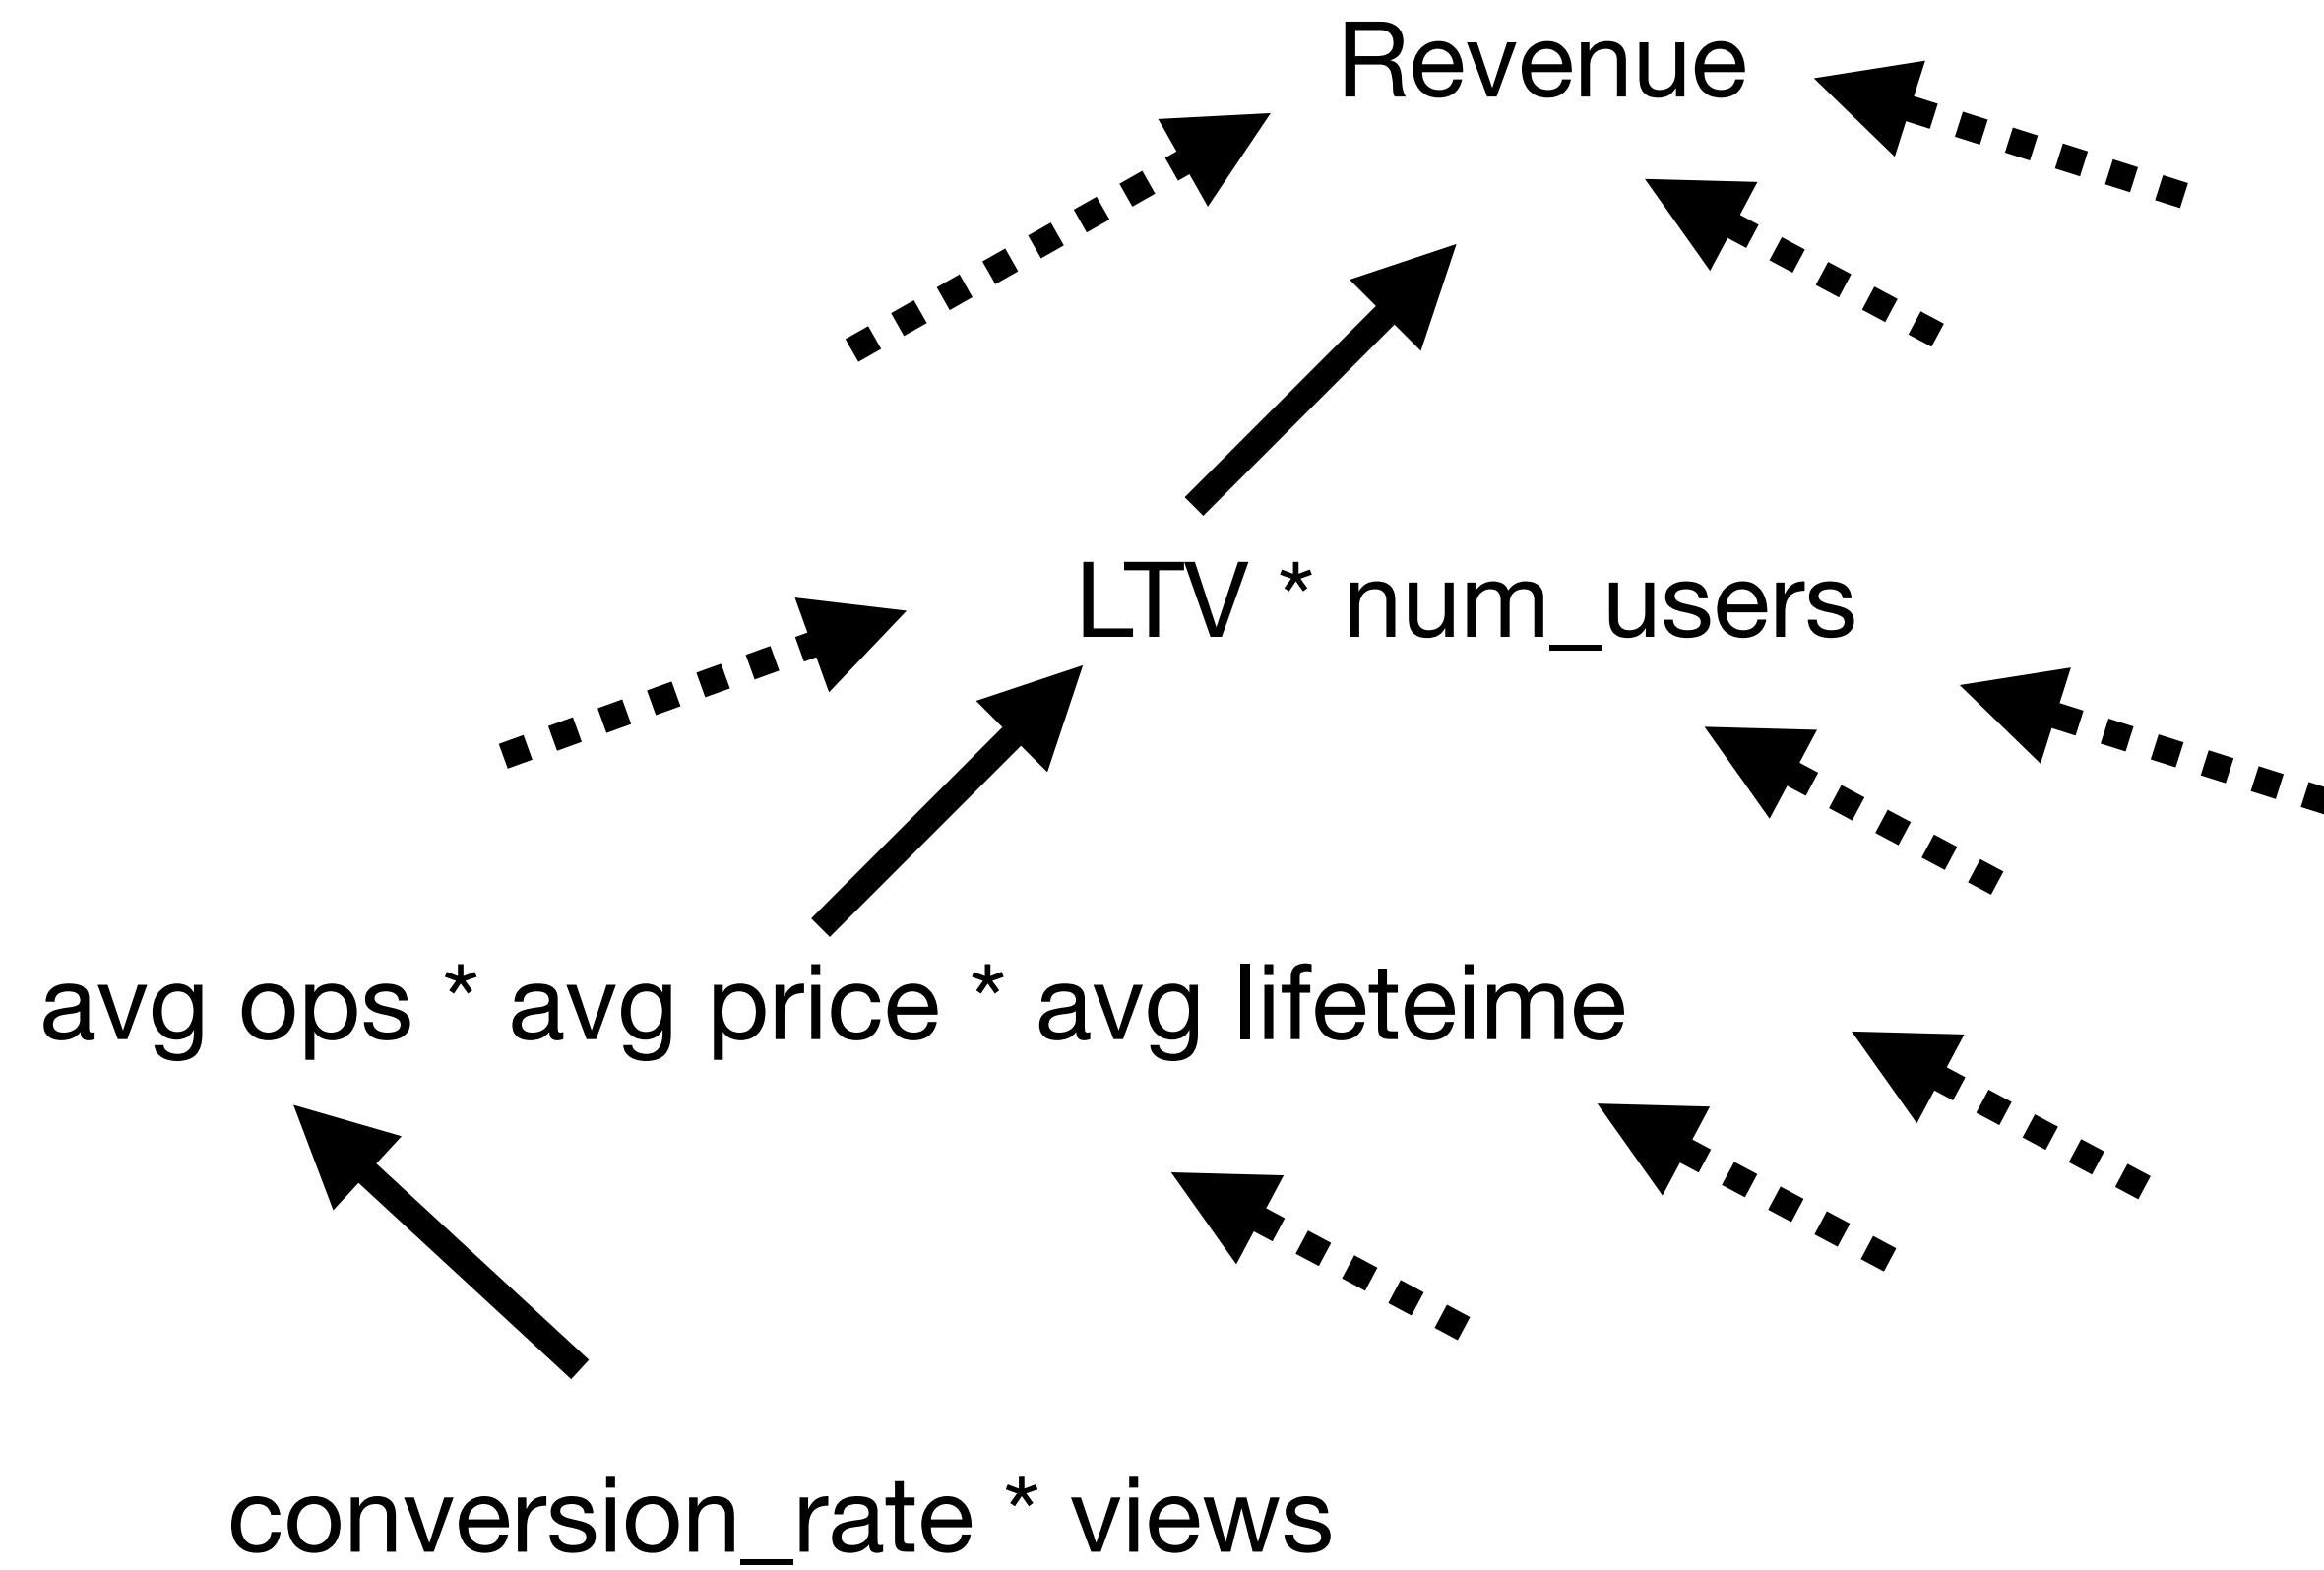 Revenue
LTV * num_users
avg ops * avg price * avg lifeteime
conversion_rate * views